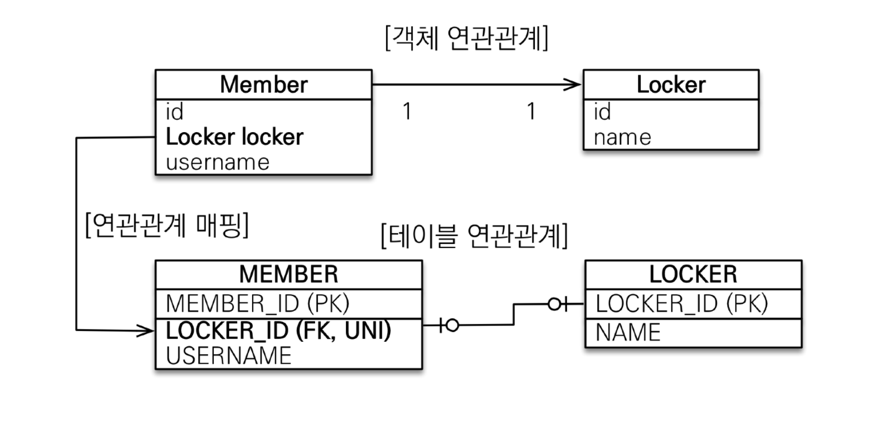 [객체 연관관계]
Member
id
Locker locker
username
1
1
Locker
id
name
[연관관계 매핑]
[테이블 연관관계]
MEMBER
MEMBER_ID (PK)
LOCKER_ID (FK, UNI)
USERNAME
LOCKER
LOCKER_ID (PK)
NAME